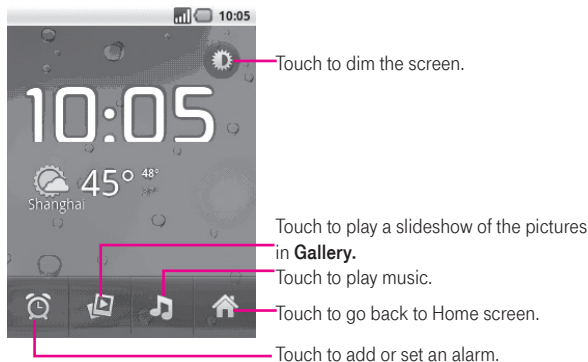 10:05
Touch to dim the screen.
10:05
45° 48°
Shanghai
Touch to play a slideshow of the pictures
in Gallery.
Touch to play music.
Touch to go back to Home screen.
Touch to add or set an alarm.